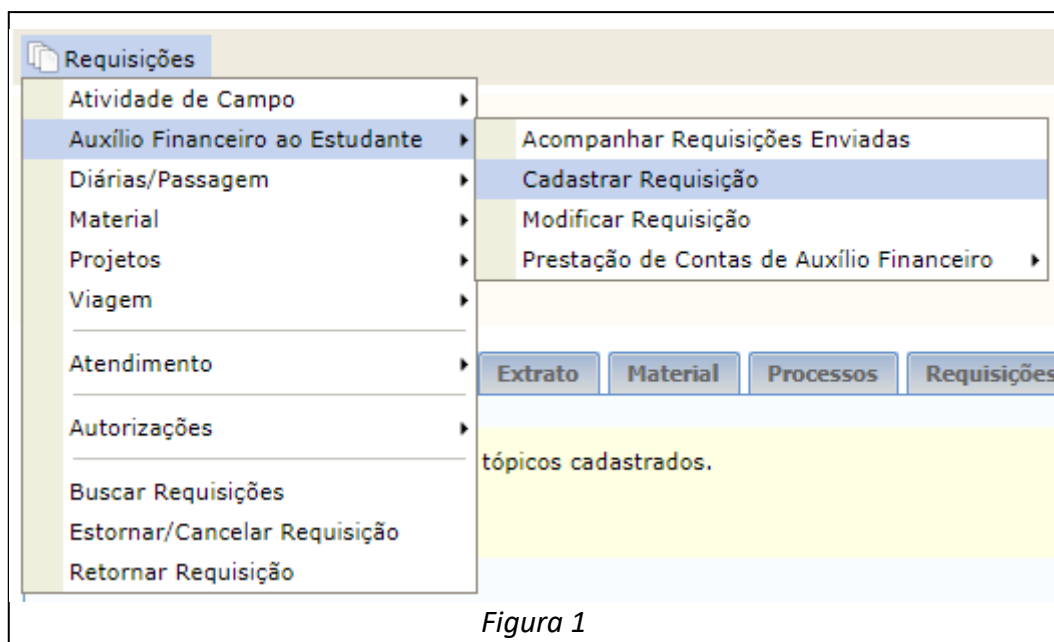 Requisições
Atividade de Campo
Auxílio Financeiro ao Estudante
Diárias/Passagem
Material
Projetos
Viagem
Atendimento
Autorizações
Buscar Requisições
Estornar/Cancelar Requisição
Retornar Requisição
Acompanhar Requisições Enviadas
Cadastrar Requisição
Modificar Requisição
Prestação de Contas de Auxílio Financeiro
Extrato Material Processos Requisições
tópicos cadastrados.
Figura 1